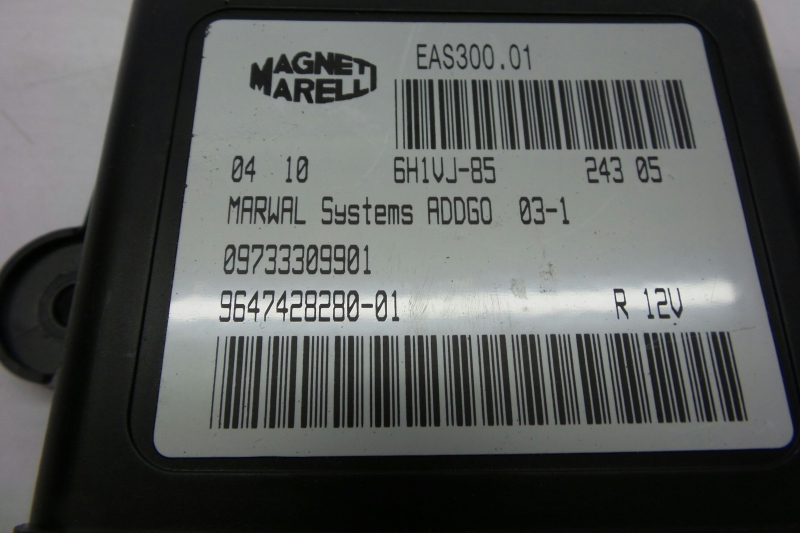 MAGNETI
MARELLI
EAS300.01
04 10 6H1VJ-85 243 05
MARWAL Systems ADDGO 03-1
09733309901
9647428280-01 R 12V